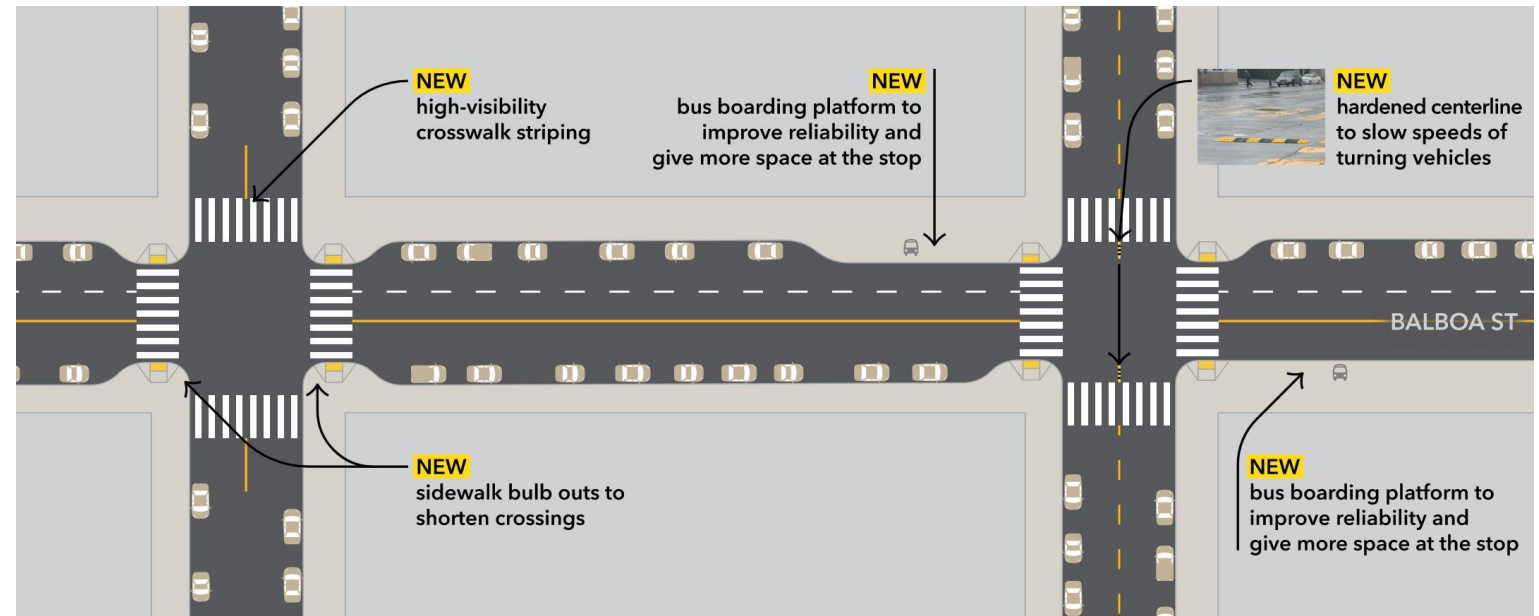 NEW
high-visibility
crosswalk striping
NEW
bus boarding platform to
improve reliability and
give more space at the stop
NEW
hardened centerline
to slow speeds of
turning vehicles
BALBOA ST
NEW
sidewalk bulb outs to
shorten crossings
NEW
bus boarding platform to
improve reliability and
give more space at the stop